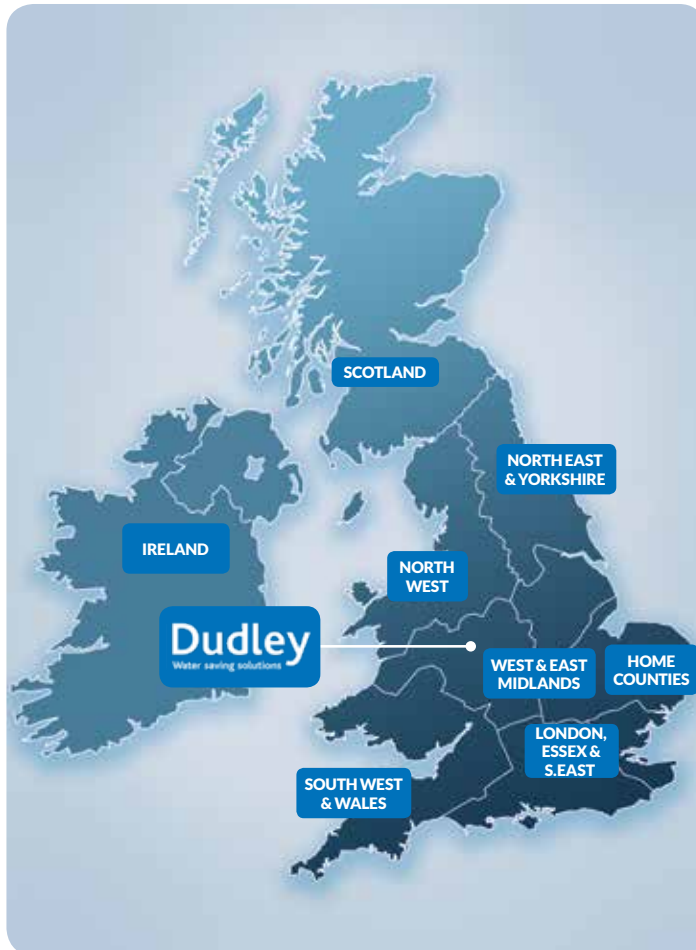 SCOTLAND
NORTH EAST
& YORKSHIRE
IRELAND
NORTH
WEST
Dudley
Water saving solutions
WEST & EAST
MIDLANDS
HOME
COUNTIES
LONDON,
ESSEX &
S.EAST
SOUTH WEST
& WALES